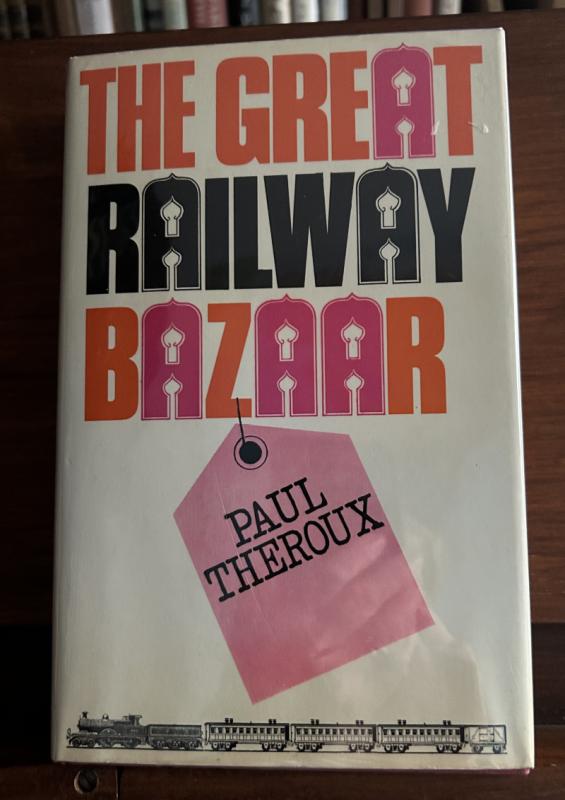 THE GREAT
RAILWAY
BAZAAR
PAUL
THEROUX